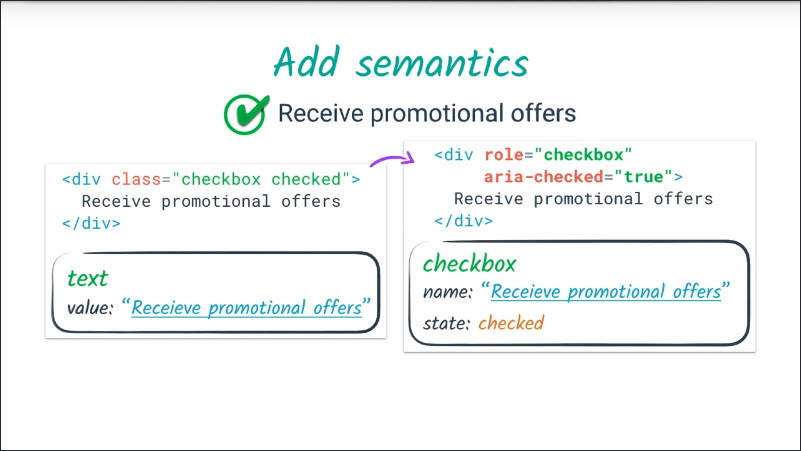 Add semantics
Receive promotional offers
<div class="checkbox checked">
Receive promotional offers
</div>
text
value: “Receieve promotional offers”
<div role="checkbox"
aria-checked="true">
Receive promotional offers
</div>
checkbox
name: “Receieve promotional offers”
state: checked